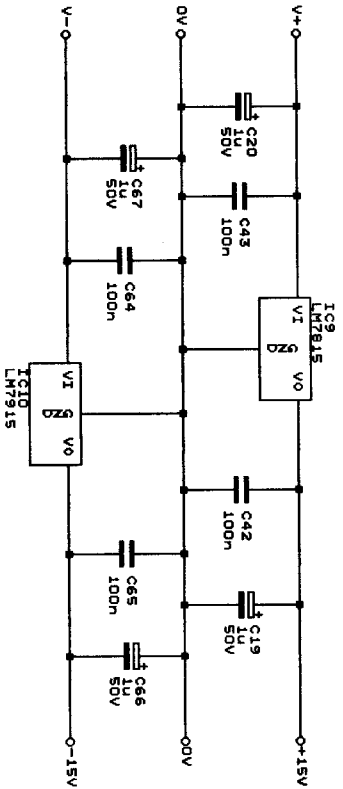 V-
0V
V+
C20
1u
50V
C67
1u
50V
C43
100n
C64
100n
IC9
LM7815
VI
GND
VO
IC10
LM7915
VI
GND
VO
C42
100n
C65
100n
C19
1u
50V
C66
1u
50V
-15V
0V
+15V